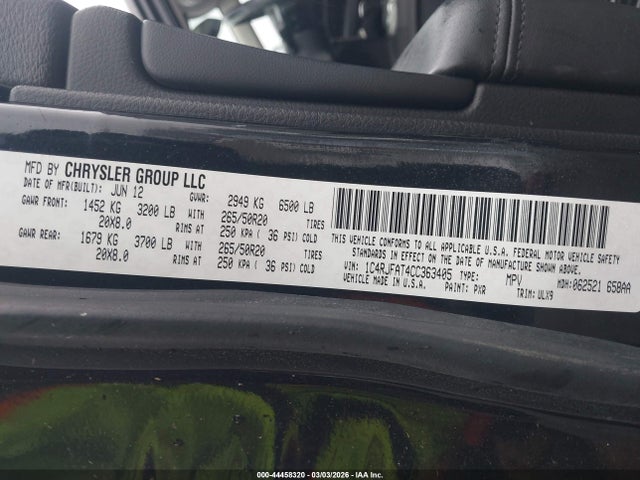 MFD BY CHRYSLER GROUP LLC
DATE OF MFR(BUILT): JUN 12 GVWR: 2949 KG 6500 LB
GAWR FRONT: 1452 KG 3200 LB WITH 265/50R20 TIRES
20X8.0 RIMS AT 250 KPA ( 36 PSI) COLD
GAWR REAR: 1679 KG 3700 LB WITH 265/50R20 TIRES
20X8.0 RIMS AT 250 KPA ( 36 PSI) COLD
THIS VEHICLE CONFORMS TO ALL APPLICABLE U.S.A. FEDERAL MOTOR VEHICLE SAFETY
STANDARDS IN EFFECT ON THE DATE OF MANUFACTURE SHOWN ABOVE.
VIN: 1C4RJFAT4CC363405 TYPE: MPV MDH: 062521 658AA
VEHICLE MADE IN U.S.A. PAINT: PXR TRIM: ULX9
000-44458320 | 03/03/2026 | IAA Inc.